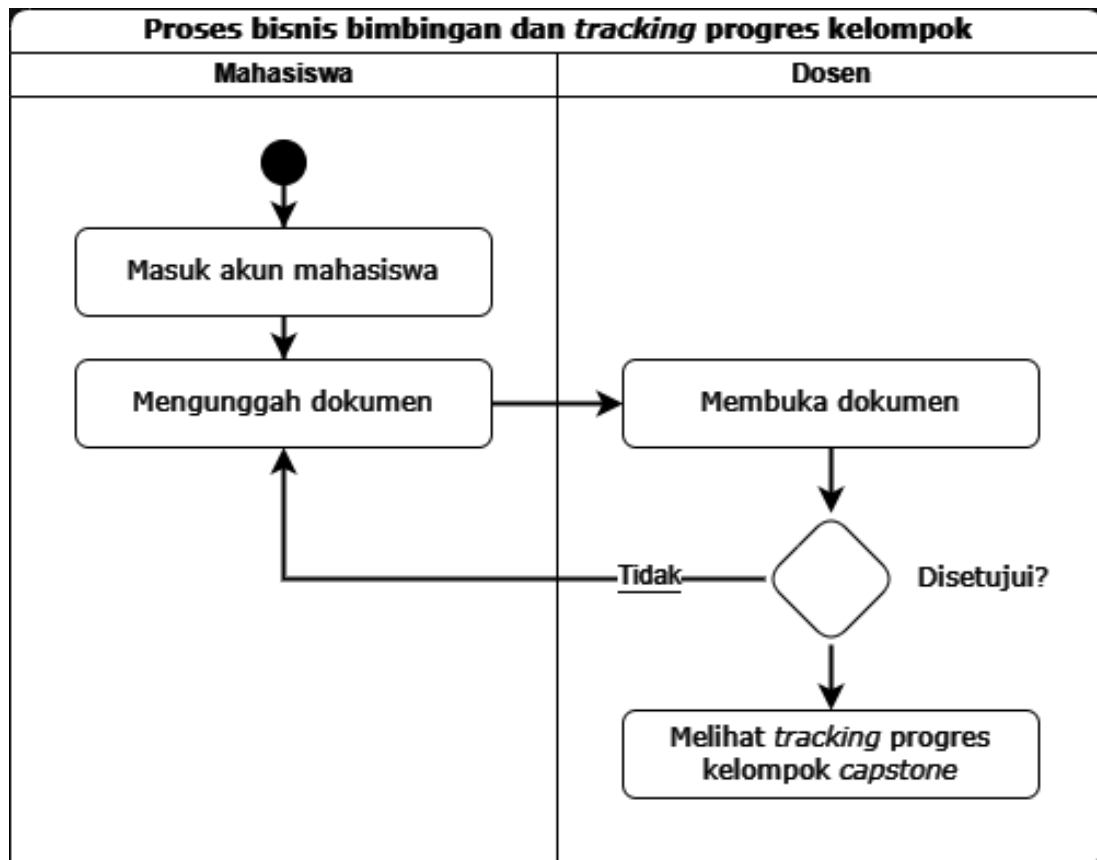 Proses bisnis bimbingan dan tracking progres kelompok
Mahasiswa
Dosen
Masuk akun mahasiswa
Mengunggah dokumen
Membuka dokumen
Tidak
Disetujui?
Melihat tracking progres
kelompok capstone